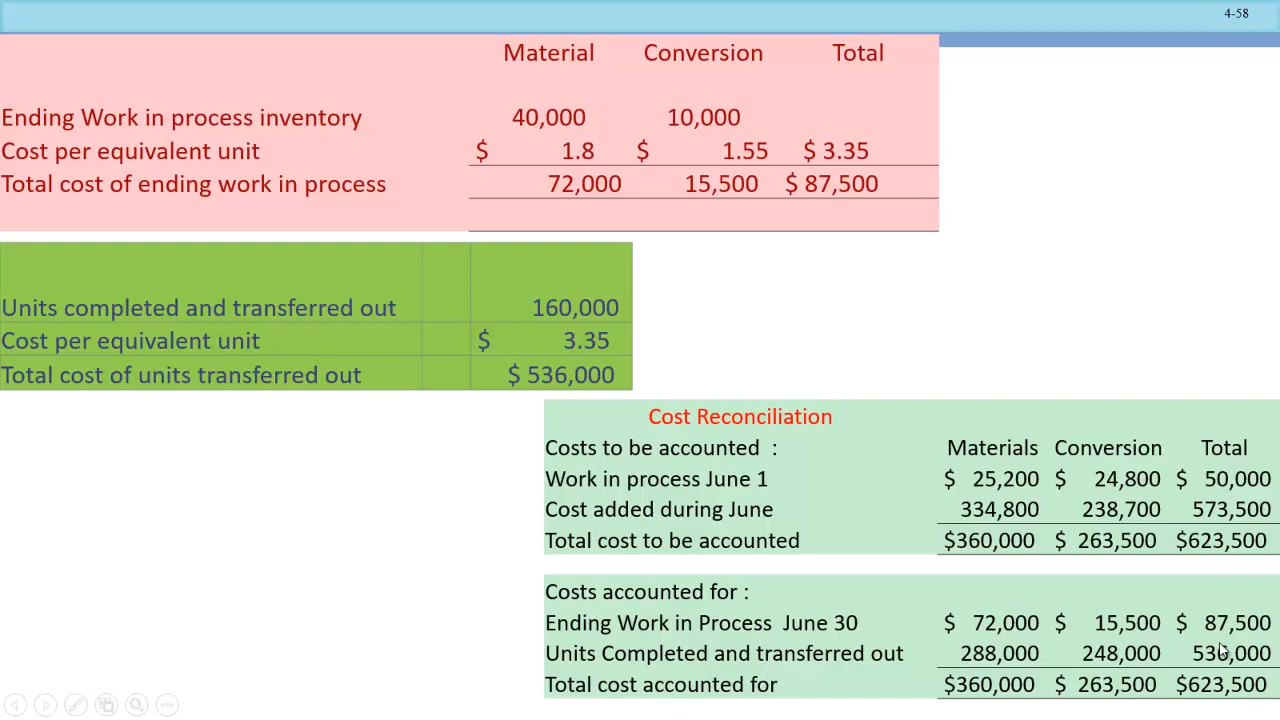 4-58
Material Conversion Total
Ending Work in process inventory 40,000 10,000
Cost per equivalent unit $ 1.8 $ 1.55 $ 3.35
Total cost of ending work in process 72,000 15,500 $ 87,500
Units completed and transferred out 160,000
Cost per equivalent unit $ 3.35
Total cost of units transferred out $ 536,000
Cost Reconciliation
Costs to be accounted : Materials Conversion Total
Work in process June 1 $ 25,200 $ 24,800 $ 50,000
Cost added during June 334,800 238,700 573,500
Total cost to be accounted $360,000 $ 263,500 $623,500
Costs accounted for :
Ending Work in Process June 30 $ 72,000 $ 15,500 $ 87,500
Units Completed and transferred out 288,000 248,000 536,000
Total cost accounted for $360,000 $ 263,500 $623,500